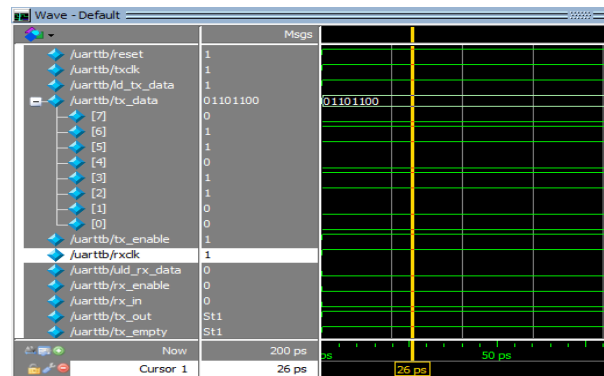 Wave - Default
Msgs
/uarttb/reset 1
/uarttb/txclk 1
/uarttb/ld_tx_data 1
/uarttb/tx_data 01101100 01101100
[7] 0
[6] 1
[5] 1
[4] 0
[3] 1
[2] 1
[1] 0
[0] 0
/uarttb/tx_enable 1
/uarttb/rxclk 1
/uarttb/uld_rx_data 0
/uarttb/rx_enable 0
/uarttb/rx_in 0
/uarttb/tx_out St1
/uarttb/tx_empty St1
Now 200 ps ps 50 ps
Cursor 1 26 ps 26 ps